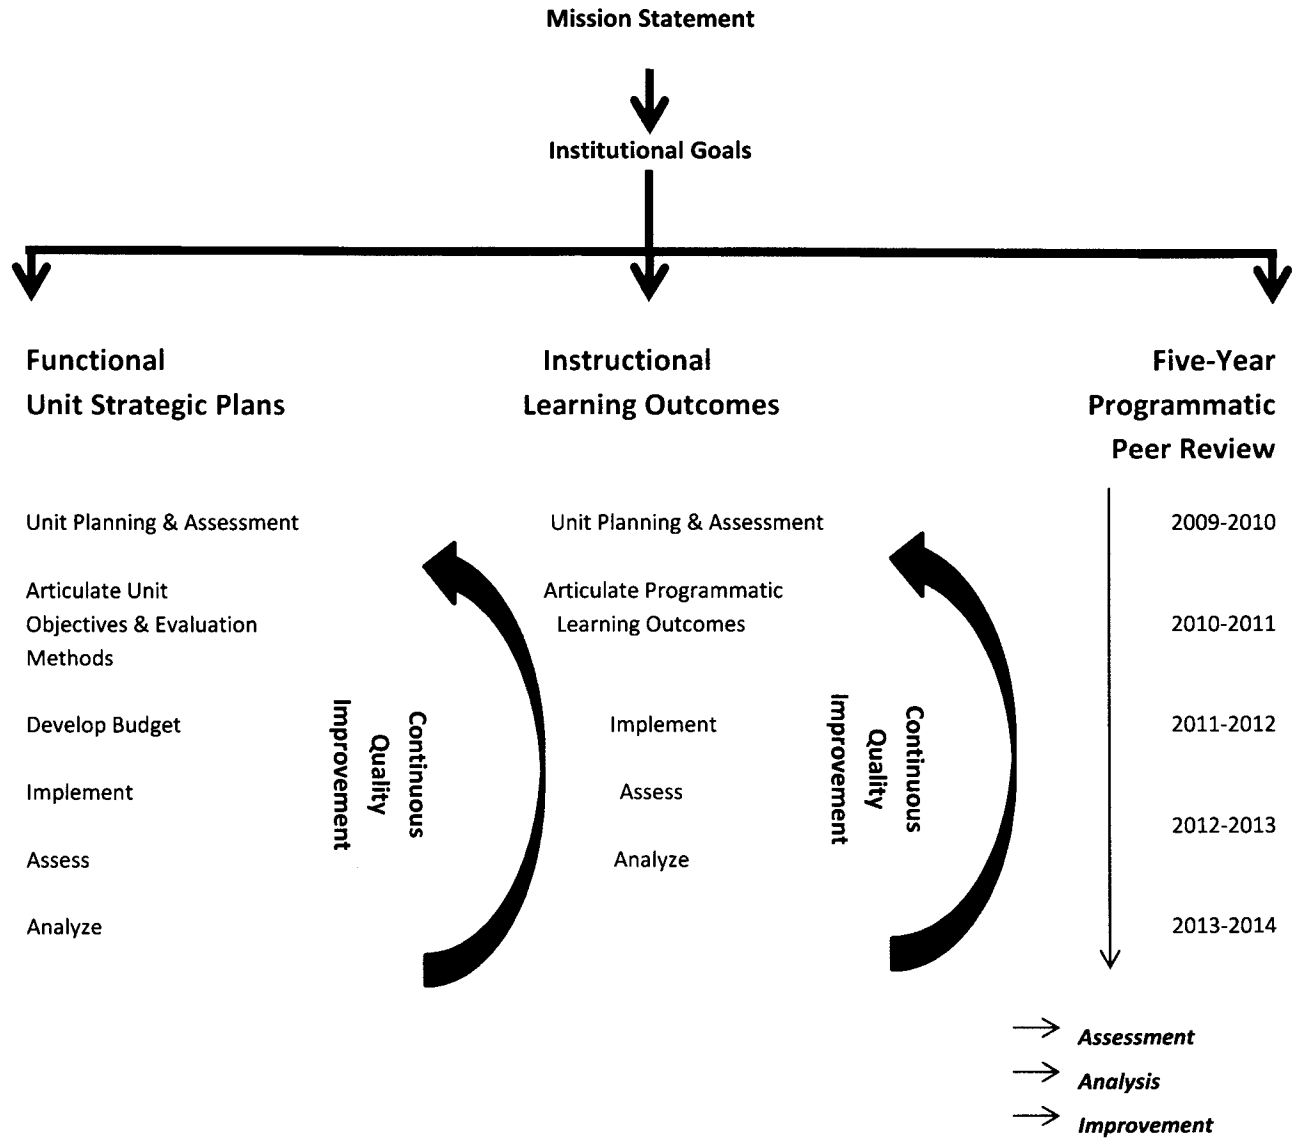 Mission Statement
Institutional Goals
Functional
Unit Strategic Plans
Unit Planning & Assessment
Articulate Unit
Objectives & Evaluation
Methods
Develop Budget
Implement
Assess
Analyze
Continuous
Quality
Improvement
Instructional
Learning Outcomes
Unit Planning & Assessment
Articulate Programmatic
Learning Outcomes
Implement
Assess
Analyze
Continuous
Quality
Improvement
Five-Year
Programmatic
Peer Review
2009-2010
2010-2011
2011-2012
2012-2013
2013-2014
Assessment
Analysis
Improvement